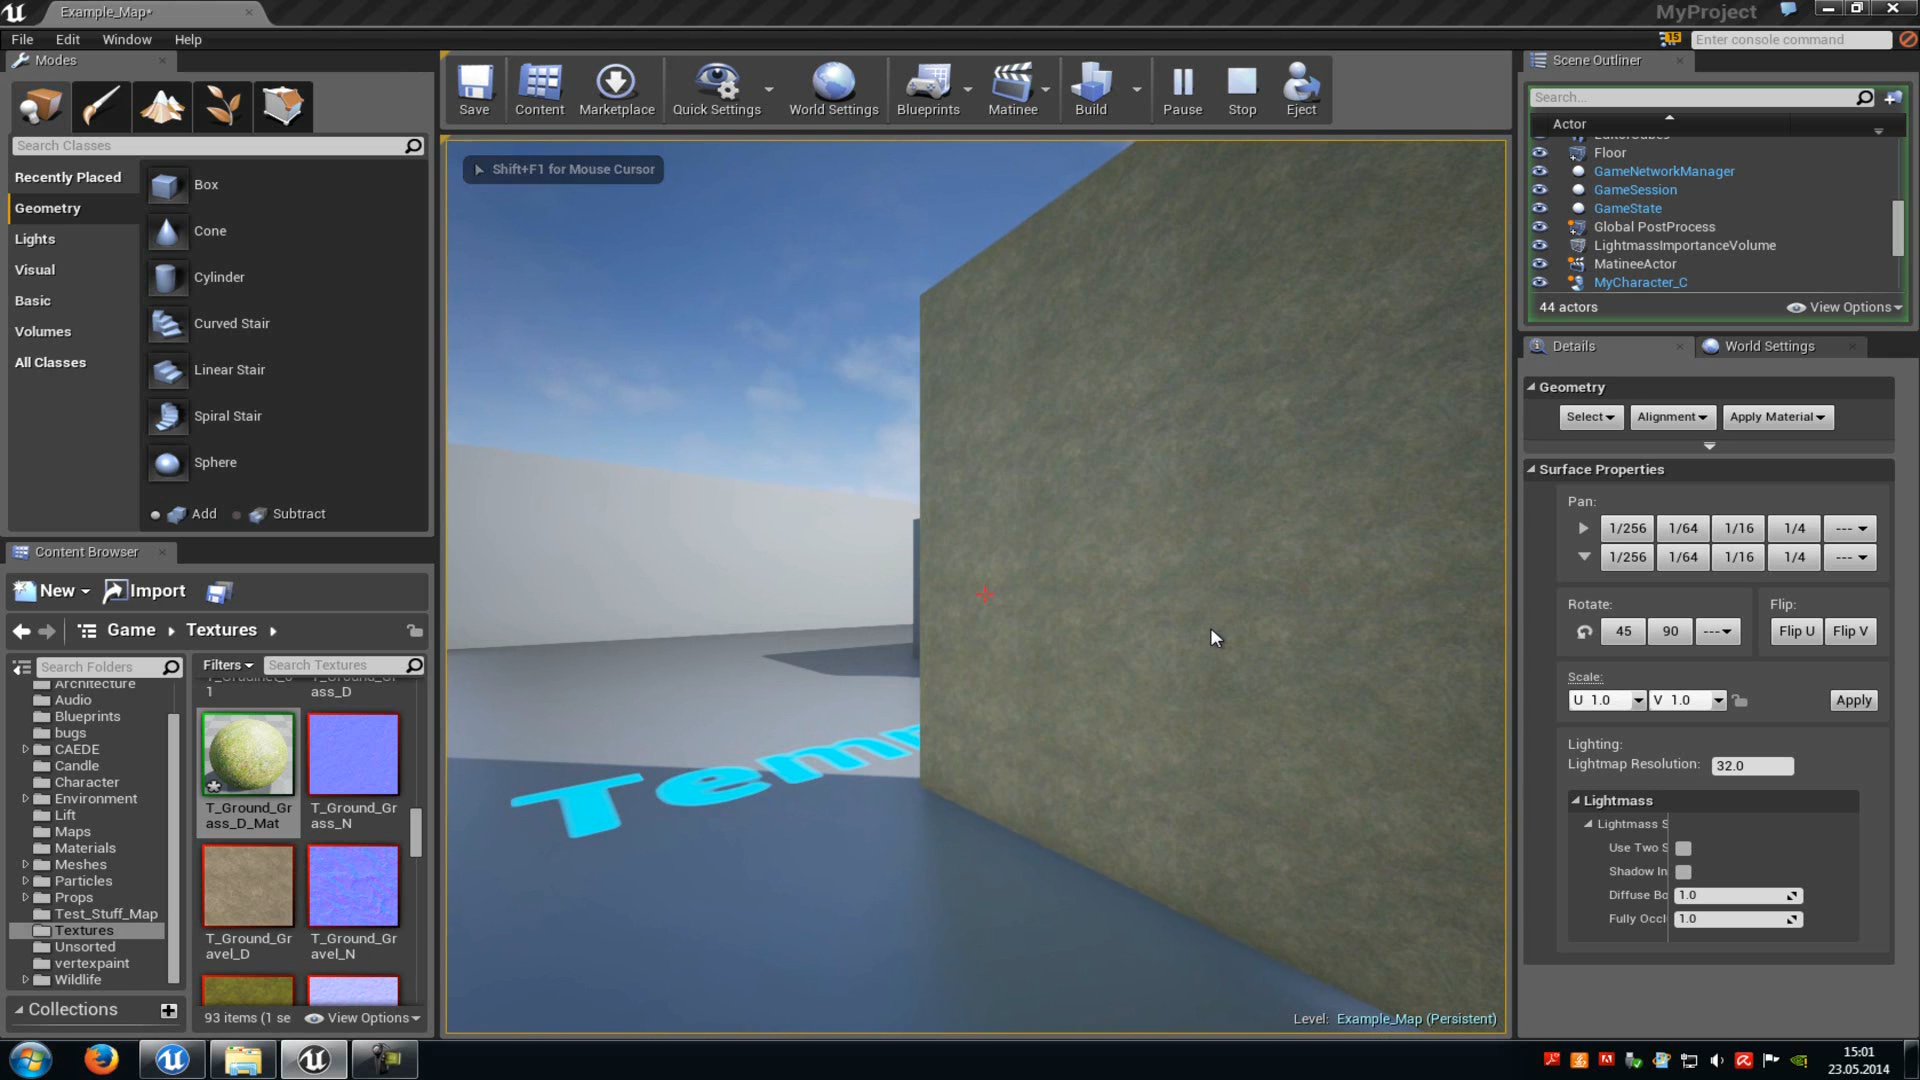 Example_Map*
MyProject
File Edit Window Help
15
Enter console command
Modes
Search Classes
Recently Placed
Geometry
Lights
Visual
Basic
Volumes
All Classes
Box
Cone
Cylinder
Curved Stair
Linear Stair
Spiral Stair
Sphere
Add Subtract
Save Content Marketplace Quick Settings World Settings Blueprints Matinee Build Pause Stop Eject
Shift+F1 for Mouse Cursor
Level: Example_Map (Persistent)
Scene Outliner
Search...
Actor
Floor
GameNetworkManager
GameSession
GameState
Global PostProcess
LightmassImportanceVolume
MatineeActor
MyCharacter_C
44 actors
View Options
Details
World Settings
Geometry
Select Alignment Apply Material
Surface Properties
Pan:
1/256 1/64 1/16 1/4 ---
1/256 1/64 1/16 1/4 ---
Rotate:
45 90 ---
Flip:
Flip U Flip V
Scale:
U 1.0 V 1.0 Apply
Lighting:
Lightmap Resolution: 32.0
Lightmass
Lightmass S
Use Two S
Shadow In
Diffuse Bo 1.0
Fully Occl 1.0
Content Browser
New Import
Game Textures
Search Folders
Architecture
Audio
Blueprints
bugs
CAEDE
Candle
Character
Environment
Lift
Maps
Materials
Meshes
Particles
Props
Test_Stuff_Map
Textures
Unsorted
vertexpaint
Wildlife
Collections
Filters
Search Textures
1
ass_D
T_Ground_Gr
ass_D_Mat
T_Ground_Gr
ass_N
T_Ground_Gr
avel_D
T_Ground_Gr
avel_N
93 items (1 se
View Options
15:01
23.05.2014